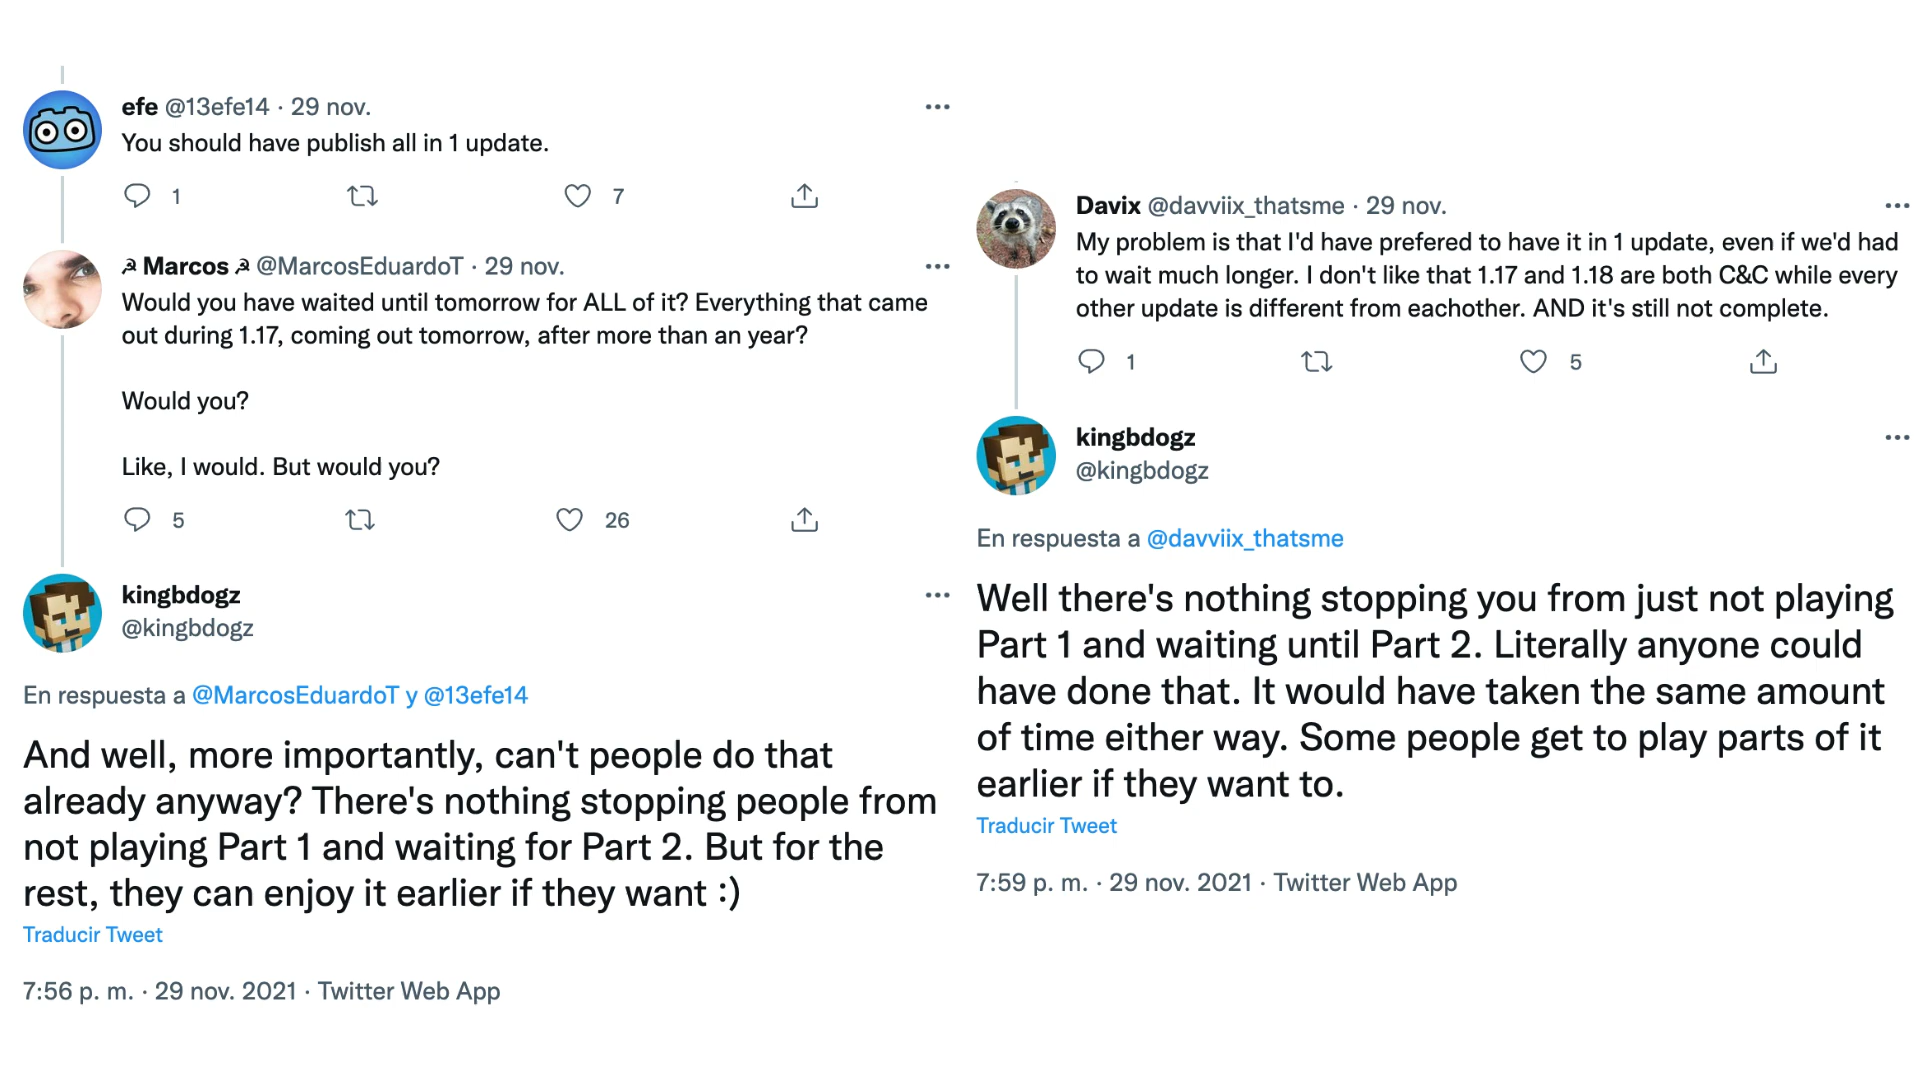 efe @13efe14 · 29 nov.
You should have publish all in 1 update.
1
7
☭ Marcos ☭ @MarcosEduardoT · 29 nov.
Would you have waited until tomorrow for ALL of it? Everything that came
out during 1.17, coming out tomorrow, after more than an year?
Would you?
Like, I would. But would you?
5
26
kingbdogz
@kingbdogz
En respuesta a @MarcosEduardoT y @13efe14
And well, more importantly, can't people do that
already anyway? There's nothing stopping people from
not playing Part 1 and waiting for Part 2. But for the
rest, they can enjoy it earlier if they want :)
Traducir Tweet
7:56 p. m. · 29 nov. 2021 · Twitter Web App
Davix @davviix_thatsme · 29 nov.
My problem is that I'd have prefered to have it in 1 update, even if we'd had
to wait much longer. I don't like that 1.17 and 1.18 are both C&C while every
other update is different from eachother. AND it's still not complete.
1
5
kingbdogz
@kingbdogz
En respuesta a @davviix_thatsme
Well there's nothing stopping you from just not playing
Part 1 and waiting until Part 2. Literally anyone could
have done that. It would have taken the same amount
of time either way. Some people get to play parts of it
earlier if they want to.
Traducir Tweet
7:59 p. m. · 29 nov. 2021 · Twitter Web App